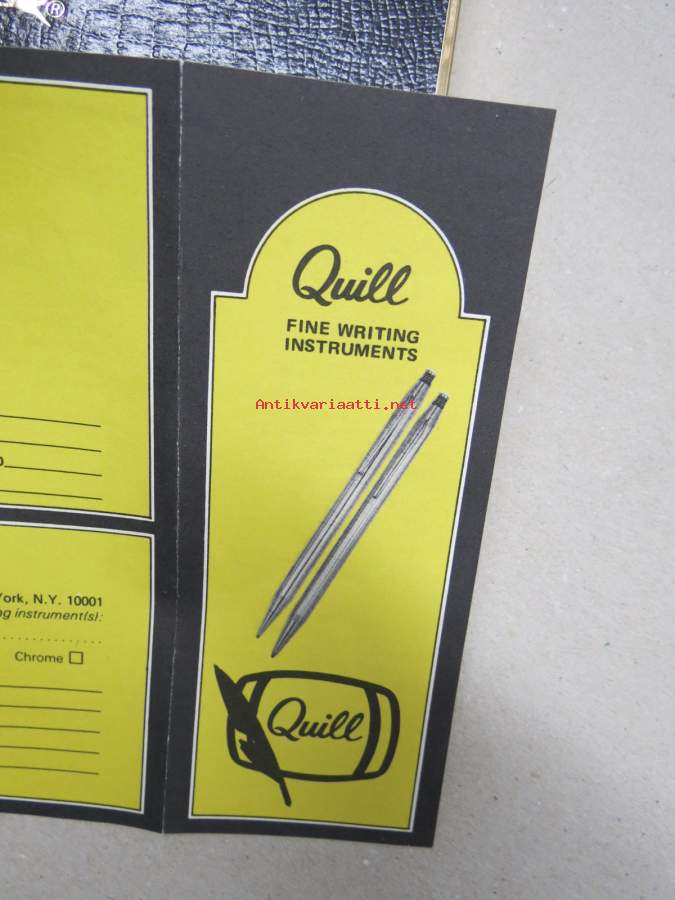 ®
Quill
FINE WRITING
INSTRUMENTS
Antikvariaatti.net
York, N.Y. 10001
instrument(s):
Chrome
Quill